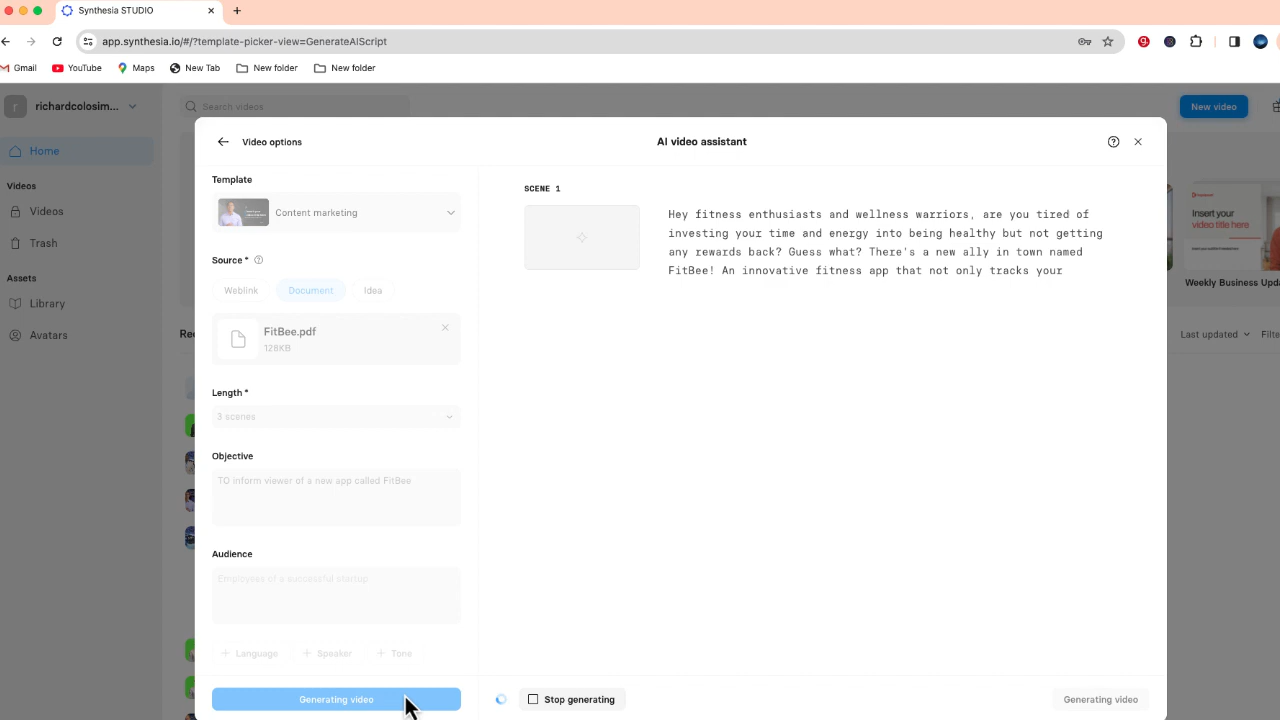 Synthesia STUDIO
app.synthesia.io/#/?template-picker-view=GenerateAIScript
Gmail
YouTube
Maps
New Tab
New folder
New folder
r
richardcolosim...
Search videos
New video
Home
Videos
Videos
Trash
Assets
Library
Avatars
Video options
AI video assistant
Template
Content marketing
Source *
Weblink
Document
Idea
FitBee.pdf
128KB
Length *
3 scenes
Objective
TO inform viewer of a new app called FitBee
Audience
Employees of a successful startup
+ Language
+ Speaker
+ Tone
Generating video
SCENE 1
Hey fitness enthusiasts and wellness warriors, are you tired of
investing your time and energy into being healthy but not getting
any rewards back? Guess what? There's a new ally in town named
FitBee! An innovative fitness app that not only tracks your
Stop generating
Generating video
Insert your
video title here
Weekly Business Upda
Last updated
Filte
Re